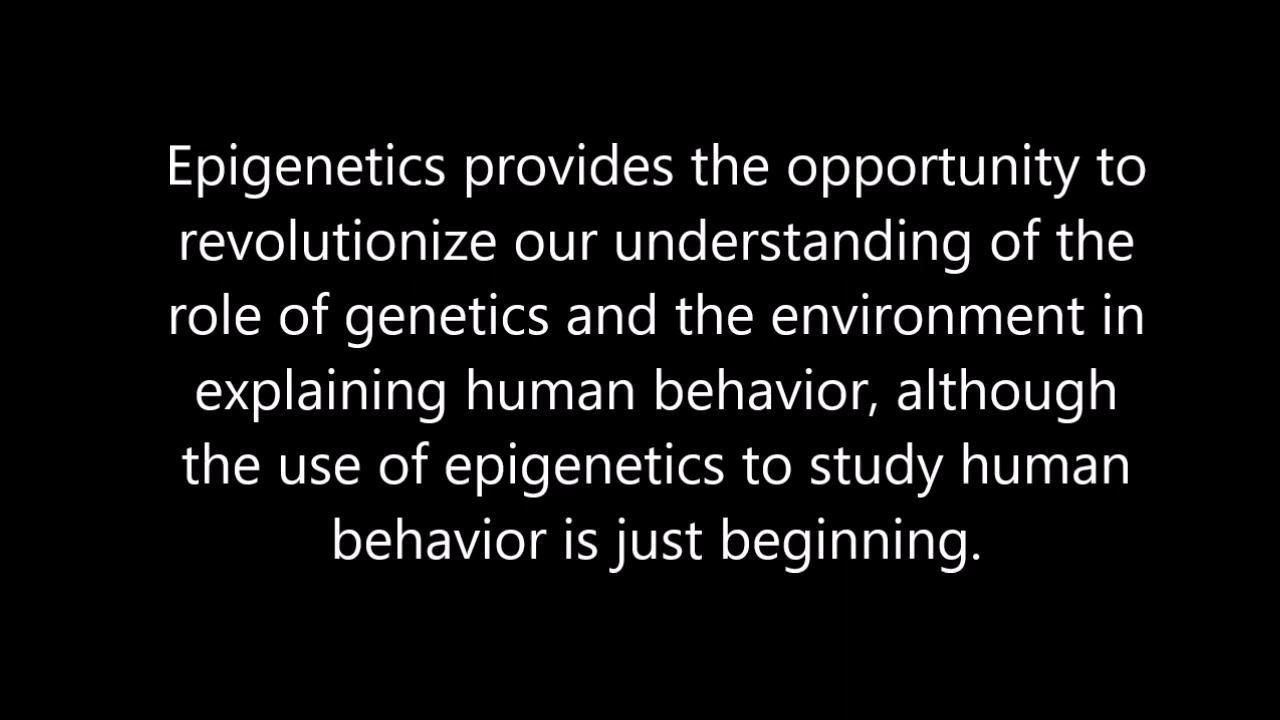 Epigenetics provides the opportunity to
revolutionize our understanding of the
role of genetics and the environment in
explaining human behavior, although
the use of epigenetics to study human
behavior is just beginning.